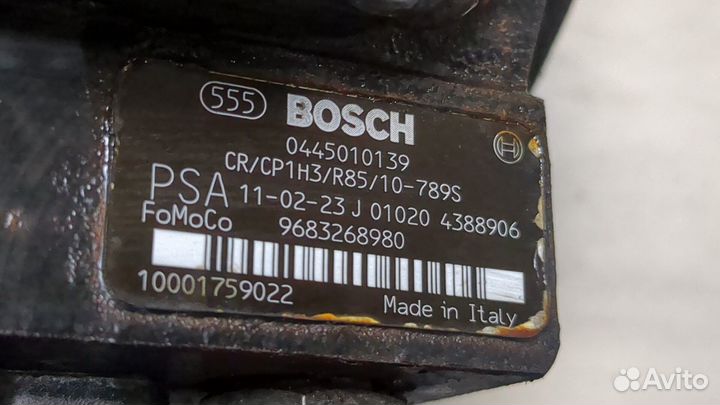 555 BOSCH
0445010139
CR/CP1H3/R85/10-789S
PSA 11-02-23 J 01020 4388906
FoMoCo 9683268980
10001759022
Made in Italy
Avito